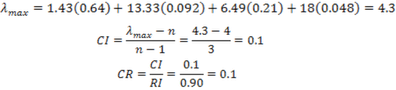 λmax = 1.43(0.64) + 13.33(0.092) + 6.49(0.21) + 18(0.048) = 4.3
CI = (λmax − n)/(n − 1) = (4.3 − 4)/3 = 0.1
CR = CI/RI = 0.1/0.90 = 0.1